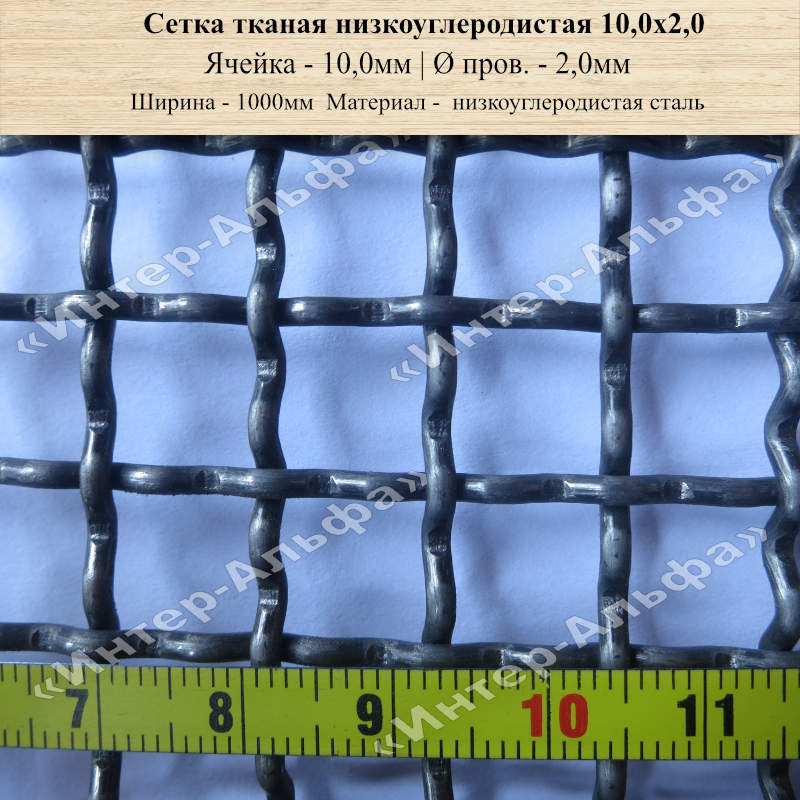 Сетка тканая низкоуглеродистая 10,0х2,0
Ячейка - 10,0мм | Ø пров. - 2,0мм
Ширина - 1000мм Материал - низкоуглеродистая сталь
«Интер-Альфа»
«Интер-Альфа»
«Интер-Альфа»
«Интер-Альфа»
7 8 9 10 11